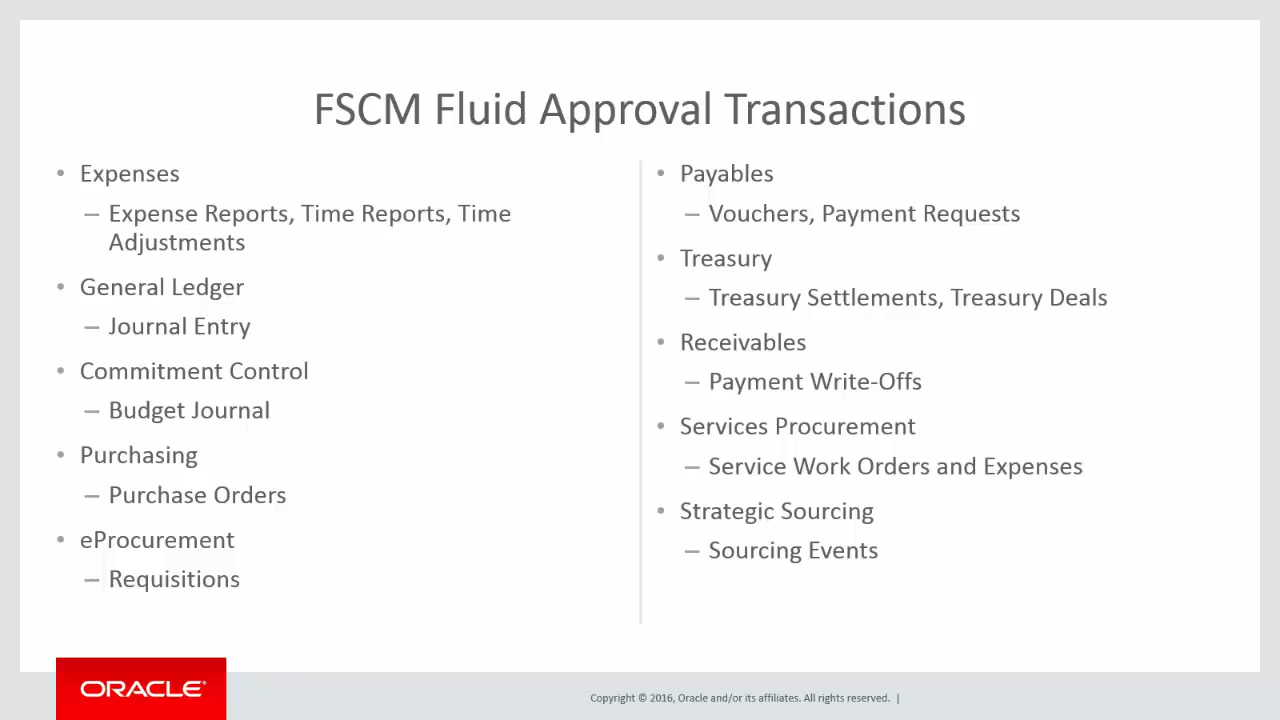 FSCM Fluid Approval Transactions
• Expenses
– Expense Reports, Time Reports, Time
Adjustments
• General Ledger
– Journal Entry
• Commitment Control
– Budget Journal
• Purchasing
– Purchase Orders
• eProcurement
– Requisitions
• Payables
– Vouchers, Payment Requests
• Treasury
– Treasury Settlements, Treasury Deals
• Receivables
– Payment Write-Offs
• Services Procurement
– Service Work Orders and Expenses
• Strategic Sourcing
– Sourcing Events
ORACLE®
Copyright © 2016, Oracle and/or its affiliates. All rights reserved. |